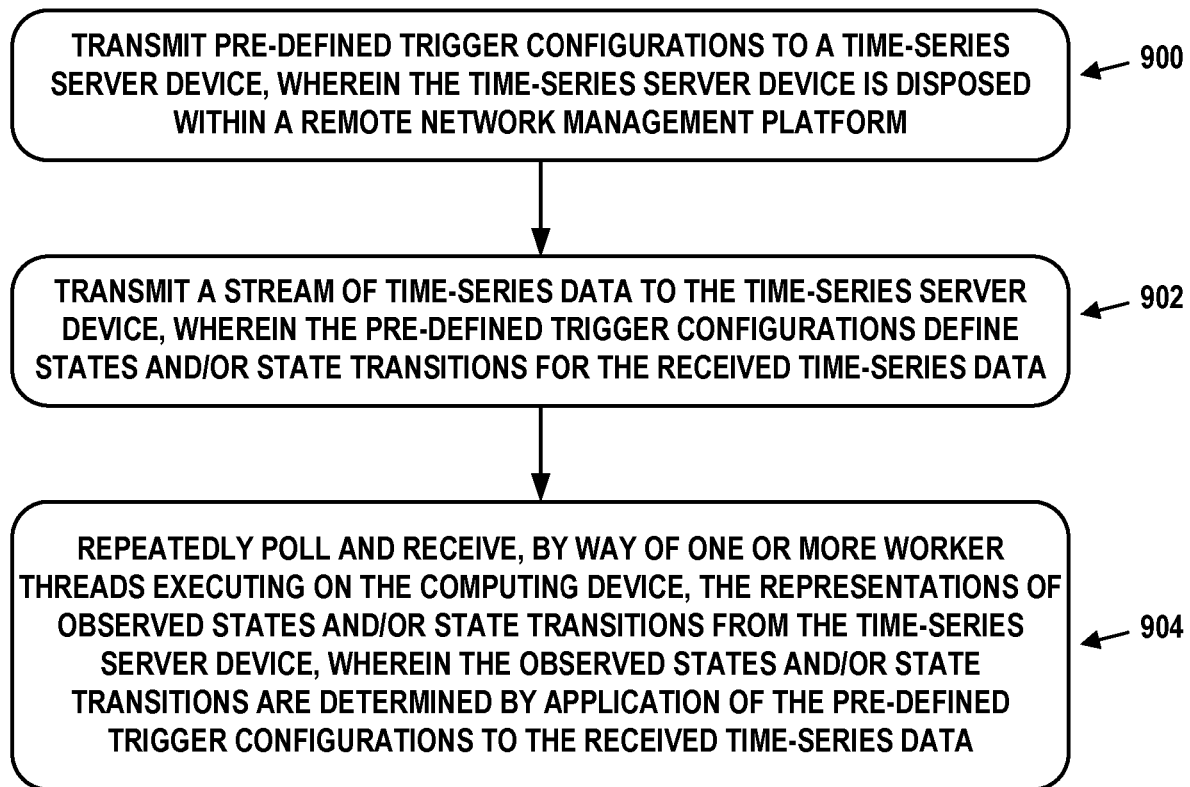 TRANSMIT PRE-DEFINED TRIGGER CONFIGURATIONS TO A TIME-SERIES
SERVER DEVICE, WHEREIN THE TIME-SERIES SERVER DEVICE IS DISPOSED
WITHIN A REMOTE NETWORK MANAGEMENT PLATFORM
900
TRANSMIT A STREAM OF TIME-SERIES DATA TO THE TIME-SERIES SERVER
DEVICE, WHEREIN THE PRE-DEFINED TRIGGER CONFIGURATIONS DEFINE
STATES AND/OR STATE TRANSITIONS FOR THE RECEIVED TIME-SERIES DATA
902
REPEATEDLY POLL AND RECEIVE, BY WAY OF ONE OR MORE WORKER
THREADS EXECUTING ON THE COMPUTING DEVICE, THE REPRESENTATIONS OF
OBSERVED STATES AND/OR STATE TRANSITIONS FROM THE TIME-SERIES
SERVER DEVICE, WHEREIN THE OBSERVED STATES AND/OR STATE
TRANSITIONS ARE DETERMINED BY APPLICATION OF THE PRE-DEFINED
TRIGGER CONFIGURATIONS TO THE RECEIVED TIME-SERIES DATA
904